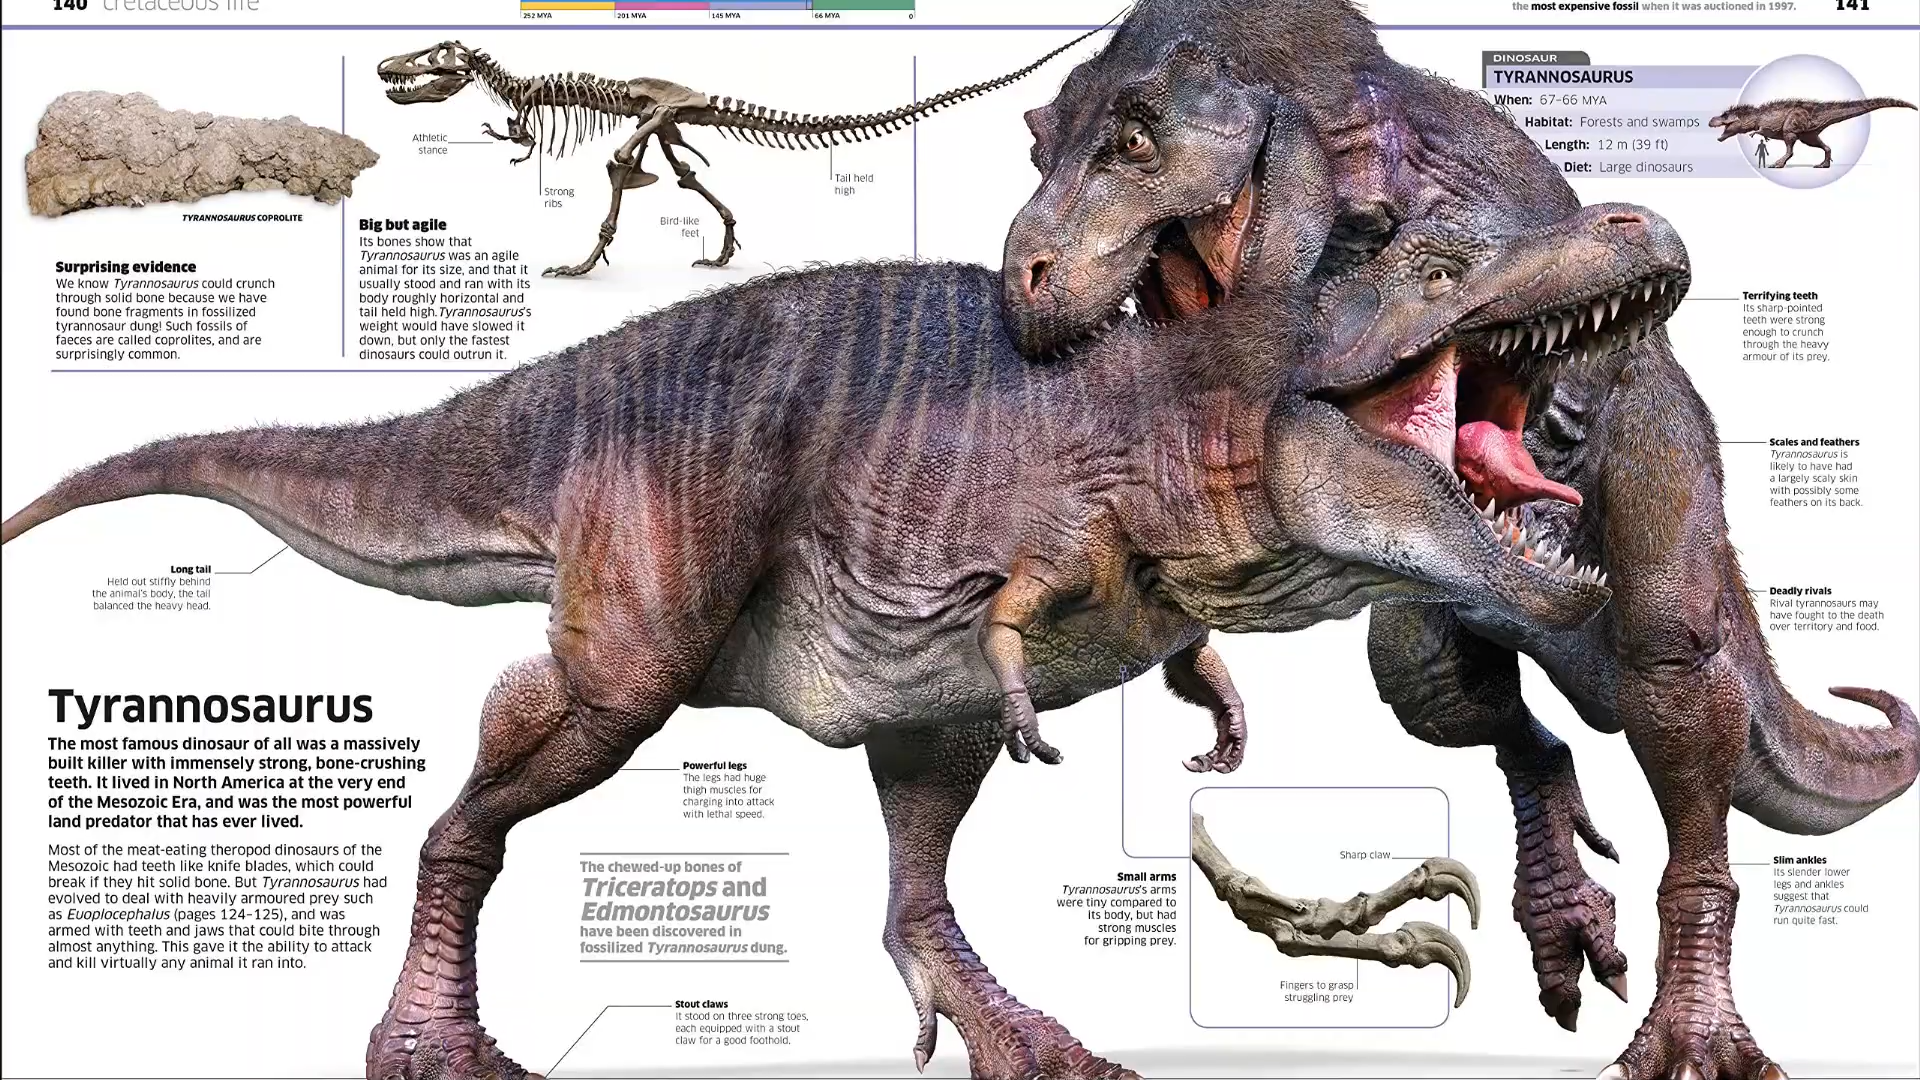 140 cretaceous life
252 MYA
201 MYA
145 MYA
66 MYA
0
the most expensive fossil when it was auctioned in 1997.
141
TYRANNOSAURUS COPROLITE
Surprising evidence
We know Tyrannosaurus could crunch
through solid bone because we have
found bone fragments in fossilized
tyrannosaur dung! Such fossils of
faeces are called coprolites, and are
surprisingly common.
Athletic
stance
Strong
ribs
Bird-like
feet
Tail held
high
Big but agile
Its bones show that
Tyrannosaurus was an agile
animal for its size, and that it
usually stood and ran with its
body roughly horizontal and
tail held high. Tyrannosaurus's
weight would have slowed it
down, but only the fastest
dinosaurs could outrun it.
DINOSAUR
TYRANNOSAURUS
When: 67–66 MYA
Habitat: Forests and swamps
Length: 12 m (39 ft)
Diet: Large dinosaurs
Terrifying teeth
Its sharp-pointed
teeth were strong
enough to crunch
through the heavy
armour of its prey.
Scales and feathers
Tyrannosaurus is
likely to have had
a largely scaly skin
with possibly some
feathers on its back.
Deadly rivals
Rival tyrannosaurs may
have fought to the death
over territory and food.
Long tail
Held out stiffly behind
the animal's body, the tail
balanced the heavy head.
Tyrannosaurus
The most famous dinosaur of all was a massively
built killer with immensely strong, bone-crushing
teeth. It lived in North America at the very end
of the Mesozoic Era, and was the most powerful
land predator that has ever lived.
Most of the meat-eating theropod dinosaurs of the
Mesozoic had teeth like knife blades, which could
break if they hit solid bone. But Tyrannosaurus had
evolved to deal with heavily armoured prey such
as Euoplocephalus (pages 124–125), and was
armed with teeth and jaws that could bite through
almost anything. This gave it the ability to attack
and kill virtually any animal it ran into.
Powerful legs
The legs had huge
thigh muscles for
charging into attack
with lethal speed.
The chewed-up bones of
Triceratops and
Edmontosaurus
have been discovered in
fossilized Tyrannosaurus dung.
Stout claws
It stood on three strong toes,
each equipped with a stout
claw for a good foothold.
Small arms
Tyrannosaurus's arms
were tiny compared to
its body, but had
strong muscles
for gripping prey.
Sharp claw
Fingers to grasp
struggling prey
Slim ankles
Its slender lower
legs and ankles
suggest that
Tyrannosaurus could
run quite fast.